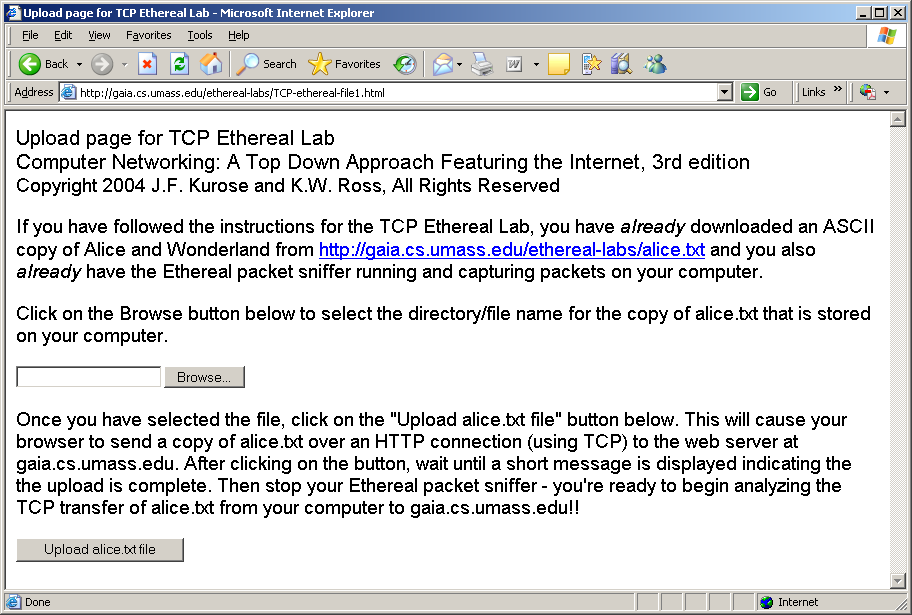 Upload page for TCP Ethereal Lab - Microsoft Internet Explorer
File Edit View Favorites Tools Help
Back Search Favorites W
Address http://gaia.cs.umass.edu/ethereal-labs/TCP-ethereal-file1.html Go Links »
Upload page for TCP Ethereal Lab
Computer Networking: A Top Down Approach Featuring the Internet, 3rd edition
Copyright 2004 J.F. Kurose and K.W. Ross, All Rights Reserved
If you have followed the instructions for the TCP Ethereal Lab, you have already downloaded an ASCII
copy of Alice and Wonderland from http://gaia.cs.umass.edu/ethereal-labs/alice.txt and you also
already have the Ethereal packet sniffer running and capturing packets on your computer.
Click on the Browse button below to select the directory/file name for the copy of alice.txt that is stored
on your computer.
Browse...
Once you have selected the file, click on the "Upload alice.txt file" button below. This will cause your
browser to send a copy of alice.txt over an HTTP connection (using TCP) to the web server at
gaia.cs.umass.edu. After clicking on the button, wait until a short message is displayed indicating the
the upload is complete. Then stop your Ethereal packet sniffer - you're ready to begin analyzing the
TCP transfer of alice.txt from your computer to gaia.cs.umass.edu!!
Upload alice.txt file
Done Internet